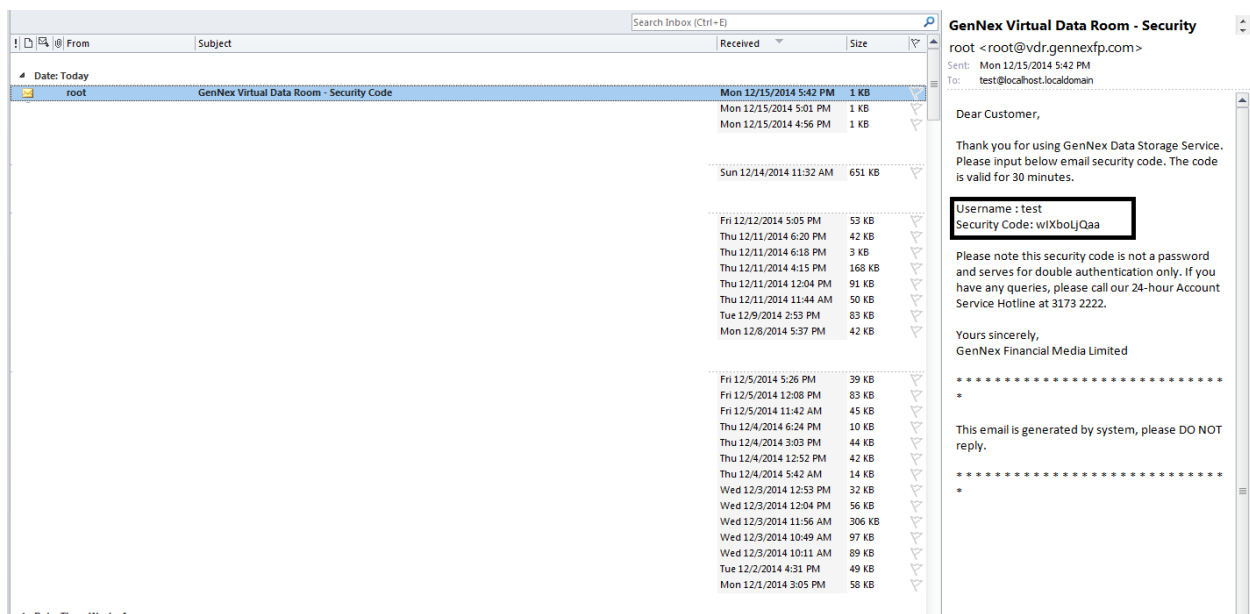 Search Inbox (Ctrl+E)
! From Subject Received Size
Date: Today
root GenNex Virtual Data Room - Security Code Mon 12/15/2014 5:42 PM 1 KB
Mon 12/15/2014 5:01 PM 1 KB
Mon 12/15/2014 4:56 PM 1 KB
Sun 12/14/2014 11:32 AM 651 KB
Fri 12/12/2014 5:05 PM 53 KB
Thu 12/11/2014 6:20 PM 42 KB
Thu 12/11/2014 6:18 PM 3 KB
Thu 12/11/2014 4:15 PM 168 KB
Thu 12/11/2014 12:04 PM 91 KB
Thu 12/11/2014 11:44 AM 50 KB
Tue 12/9/2014 2:53 PM 83 KB
Mon 12/8/2014 5:37 PM 42 KB
Fri 12/5/2014 5:26 PM 39 KB
Fri 12/5/2014 12:08 PM 83 KB
Fri 12/5/2014 11:42 AM 45 KB
Thu 12/4/2014 6:24 PM 10 KB
Thu 12/4/2014 3:03 PM 44 KB
Thu 12/4/2014 12:52 PM 42 KB
Thu 12/4/2014 5:42 AM 14 KB
Wed 12/3/2014 12:53 PM 32 KB
Wed 12/3/2014 12:04 PM 56 KB
Wed 12/3/2014 11:56 AM 306 KB
Wed 12/3/2014 10:49 AM 97 KB
Wed 12/3/2014 10:11 AM 89 KB
Tue 12/2/2014 4:31 PM 49 KB
Mon 12/1/2014 3:05 PM 58 KB
GenNex Virtual Data Room - Security
root <root@vdr.gennexfp.com>
Sent: Mon 12/15/2014 5:42 PM
To: test@localhost.localdomain
Dear Customer,
Thank you for using GenNex Data Storage Service.
Please input below email security code. The code
is valid for 30 minutes.
Username : test
Security Code: wIXboLjQaa
Please note this security code is not a password
and serves for double authentication only. If you
have any queries, please call our 24-hour Account
Service Hotline at 3173 2222.
Yours sincerely,
GenNex Financial Media Limited
* * * * * * * * * * * * * * * * * * * * * * * * * * * *
*
This email is generated by system, please DO NOT
reply.
* * * * * * * * * * * * * * * * * * * * * * * * * * * *
*